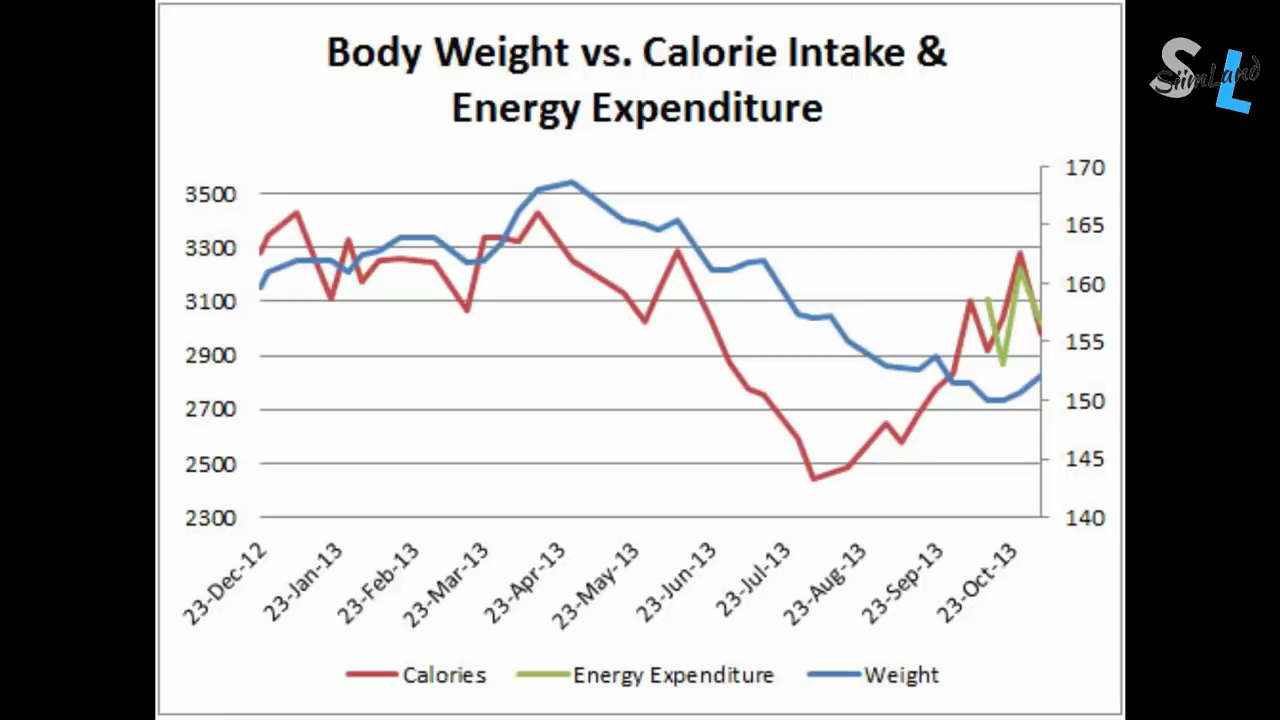 Body Weight vs. Calorie Intake &
Energy Expenditure
SiimLand
SL
3500
3300
3100
2900
2700
2500
2300
170
165
160
155
150
145
140
23-Dec-12
23-Jan-13
23-Feb-13
23-Mar-13
23-Apr-13
23-May-13
23-Jun-13
23-Jul-13
23-Aug-13
23-Sep-13
23-Oct-13
Calories Energy Expenditure Weight